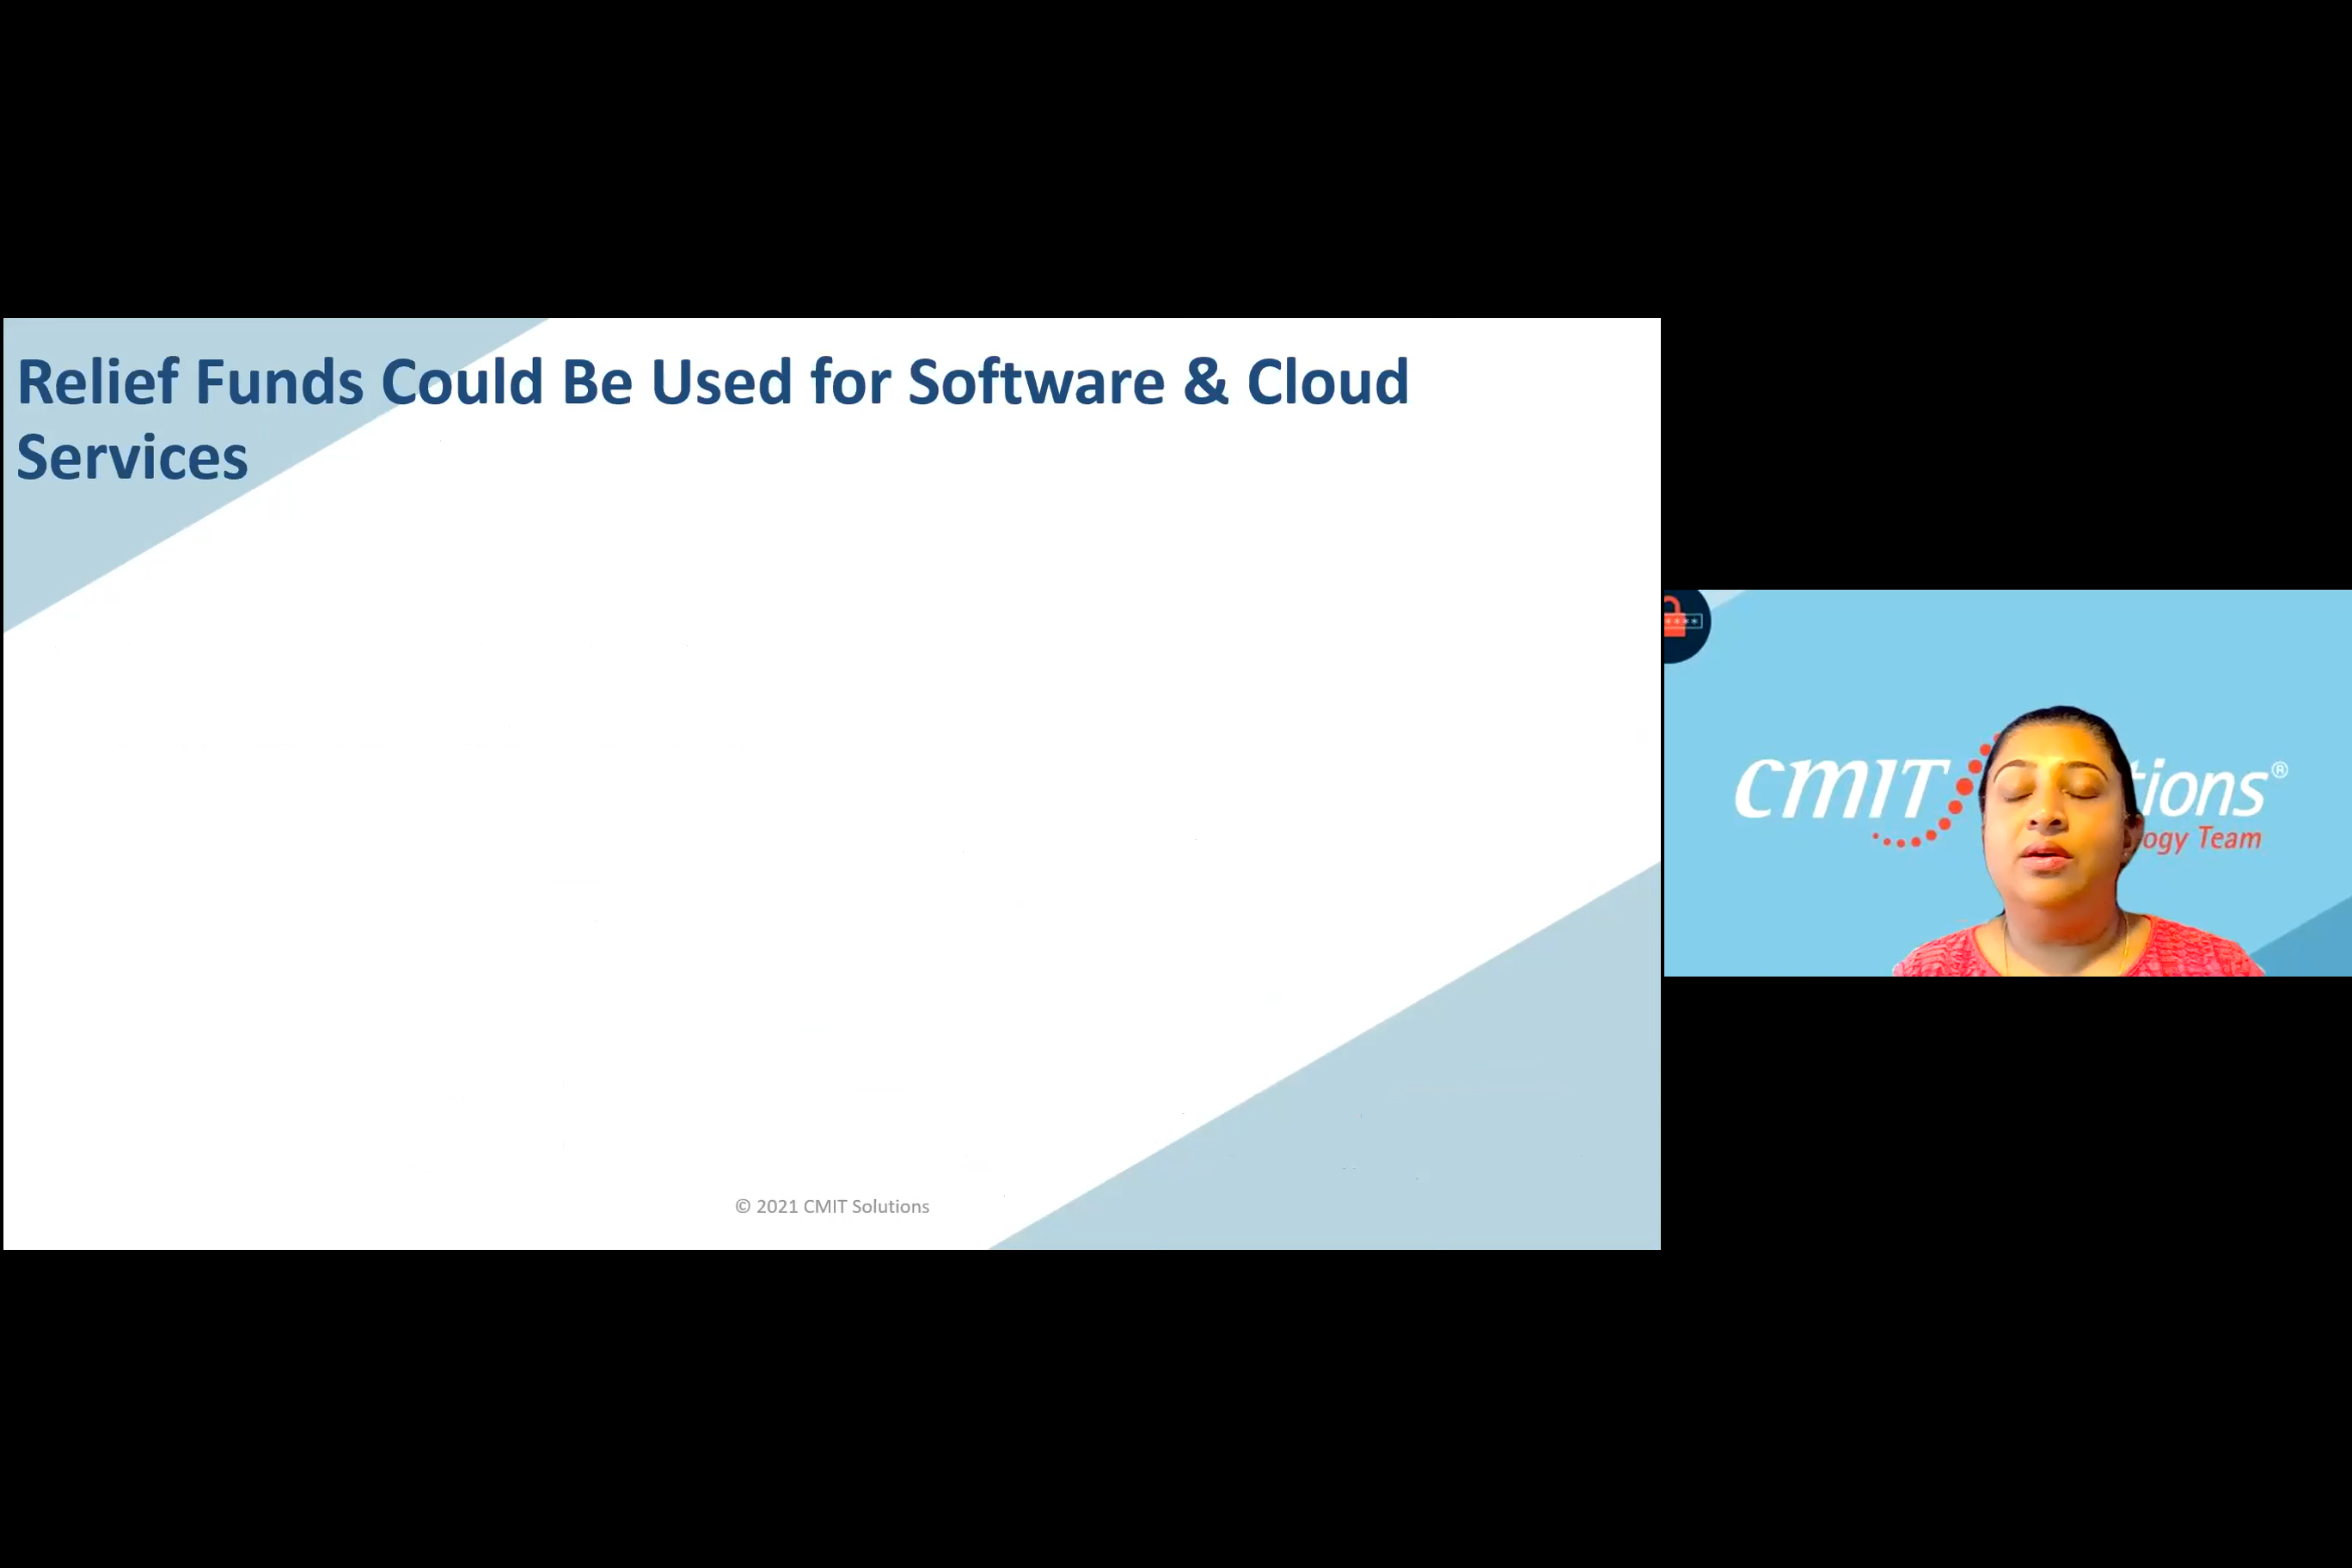 Relief Funds Could Be Used for Software & Cloud
Services
© 2021 CMIT Solutions
****
CMIT tions®
ogy Team